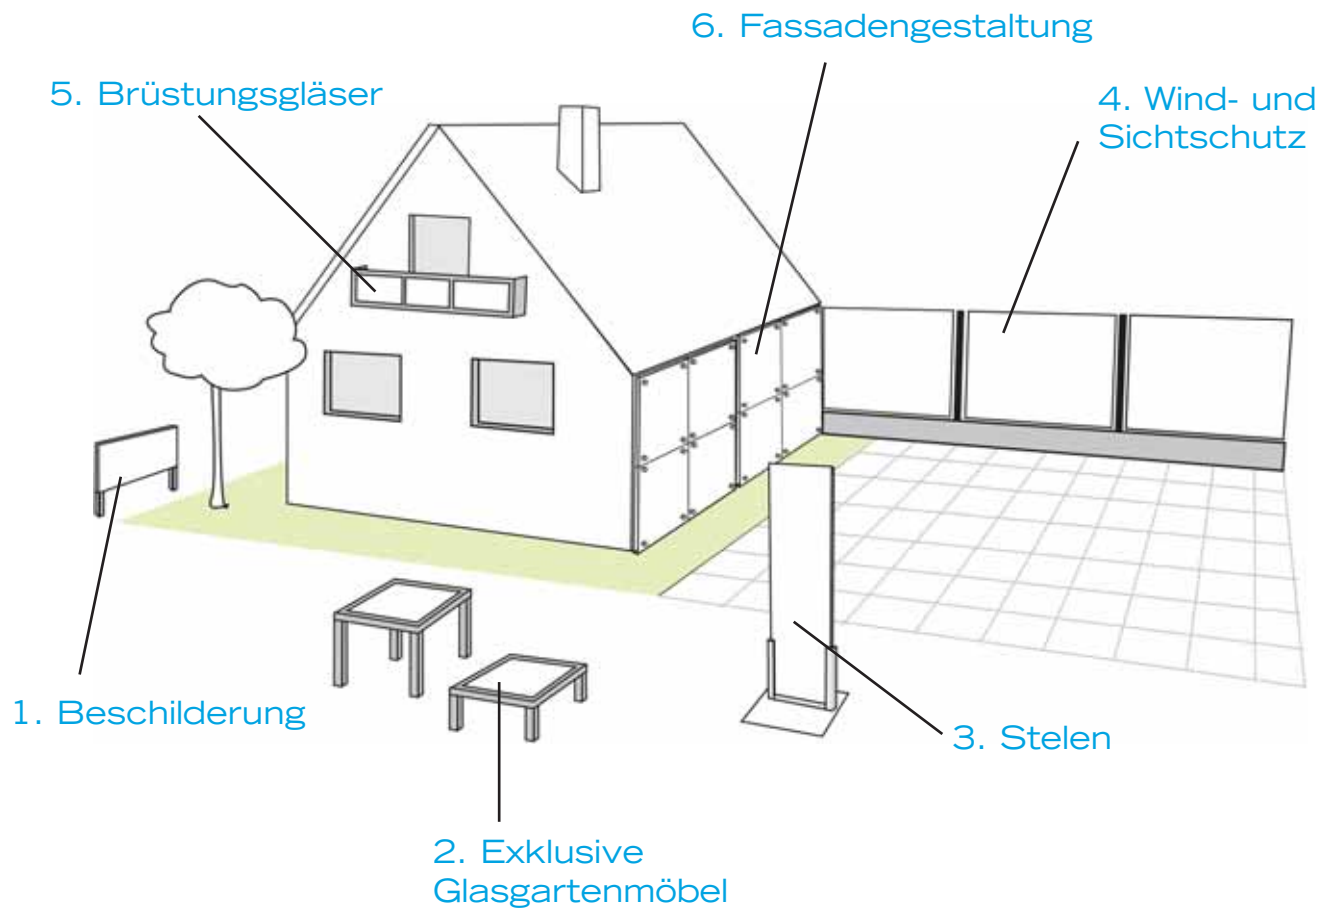 6. Fassadengestaltung
5. Brüstungsgläser
4. Wind- und
Sichtschutz
1. Beschilderung
3. Stelen
2. Exklusive
Glasgartenmöbel